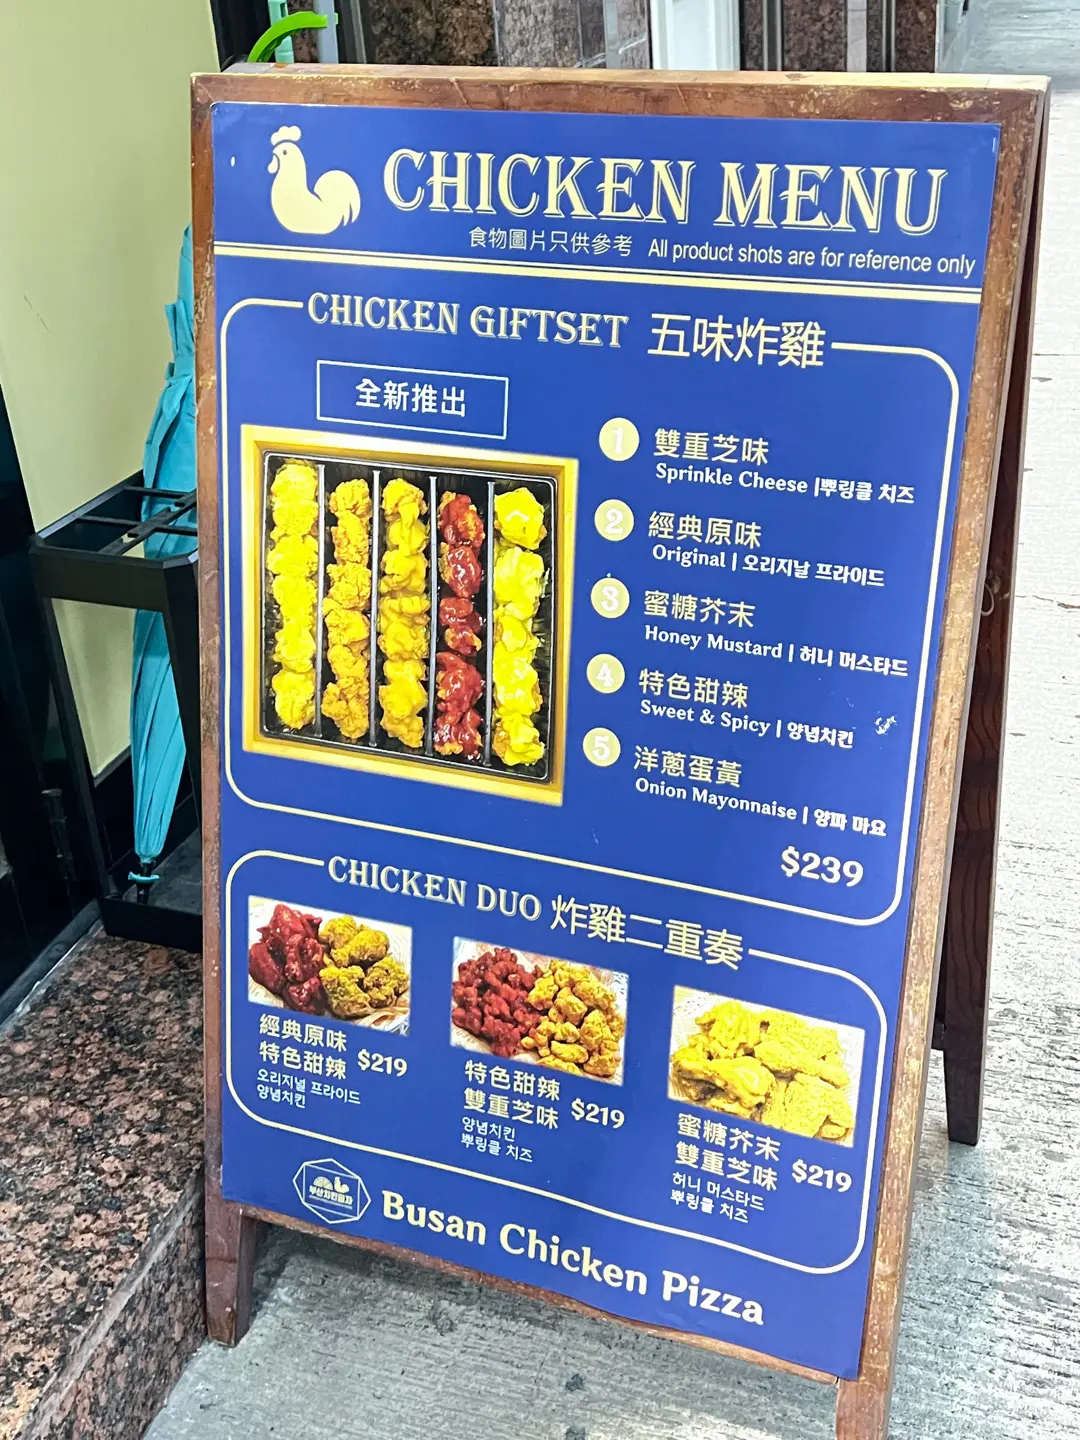 CHICKEN MENU
食物圖片只供參考 All product shots are for reference only
CHICKEN GIFTSET 五味炸雞
全新推出
1 雙重芝味
Sprinkle Cheese | 뿌링클 치즈
2 經典原味
Original | 오리지날 프라이드
3 蜜糖芥末
Honey Mustard | 허니 머스타드
4 特色甜辣
Sweet & Spicy | 양념치킨
5 洋蔥蛋黃
Onion Mayonnaise | 양파 마요
$239
CHICKEN DUO 炸雞二重奏
經典原味
特色甜辣 $219
오리지널 프라이드
양념치킨
特色甜辣
雙重芝味 $219
양념치킨
뿌링클 치즈
蜜糖芥末
雙重芝味 $219
허니 머스타드
뿌링클 치즈
부산치킨피자
Busan Chicken Pizza